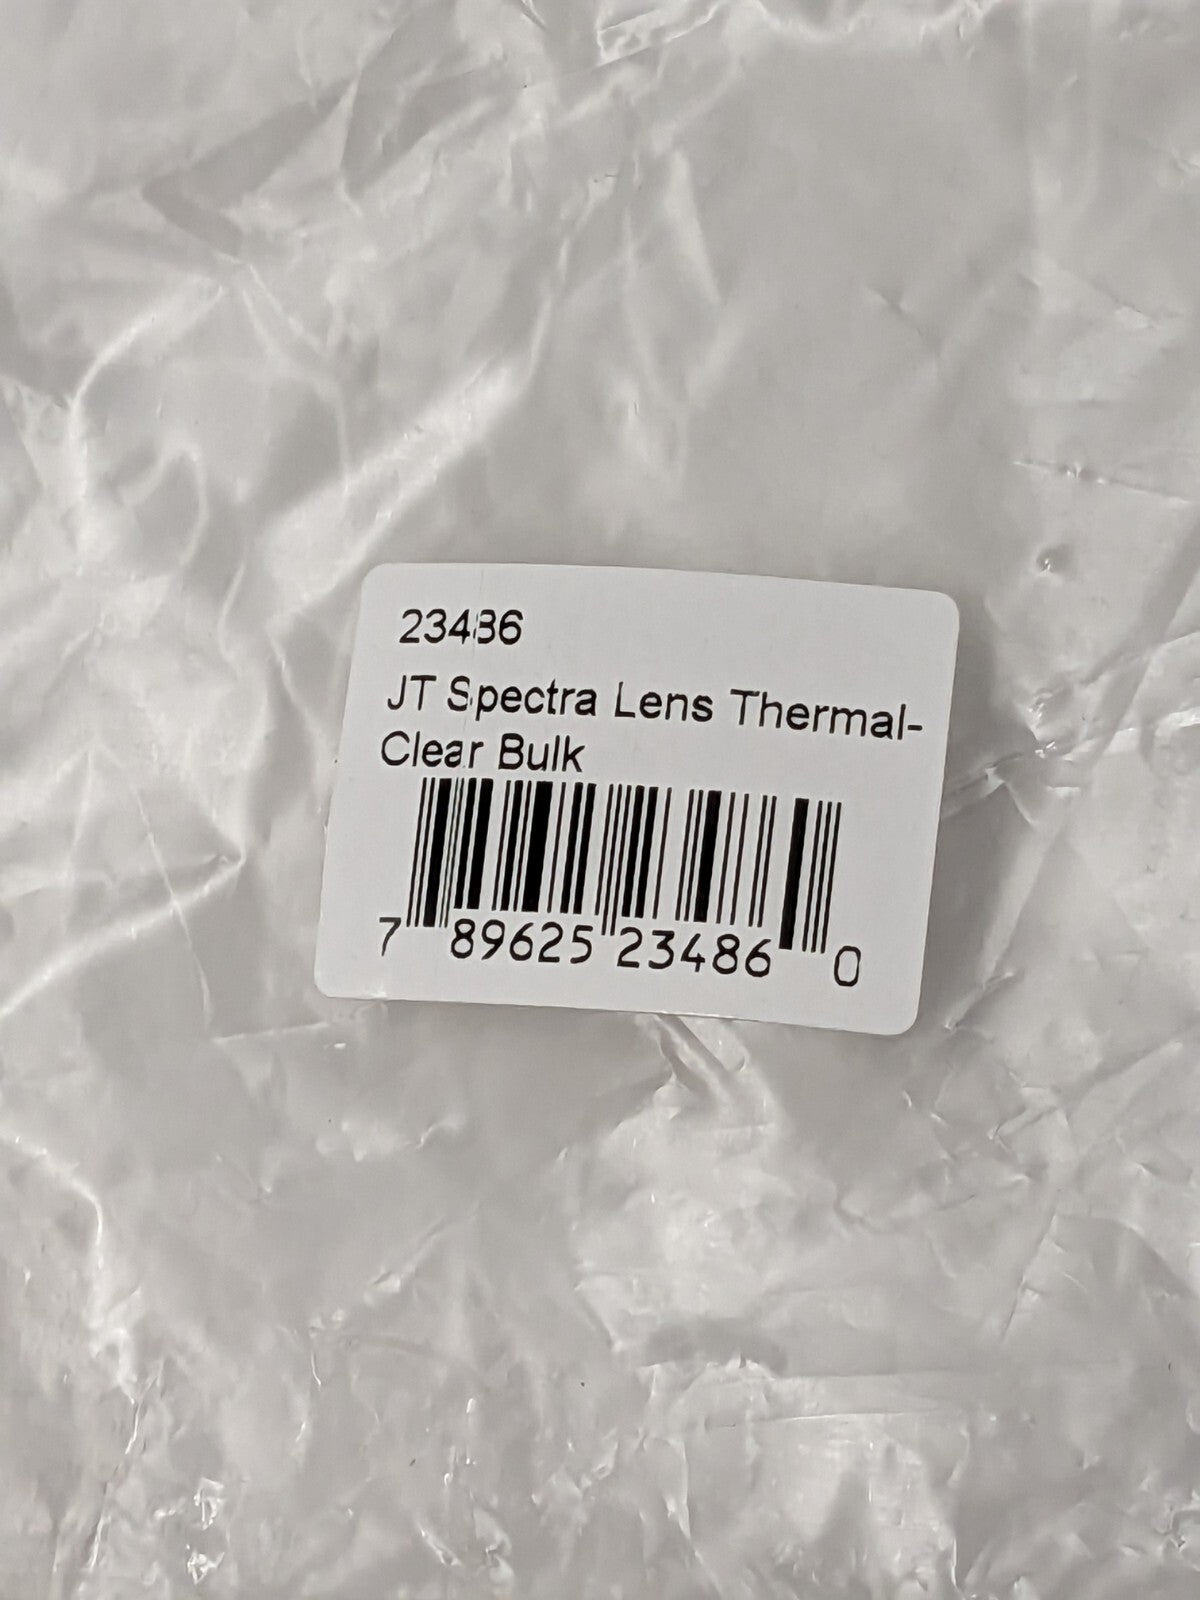 23486
JT Spectra Lens Thermal-
Clear Bulk
7 89625 23486 0